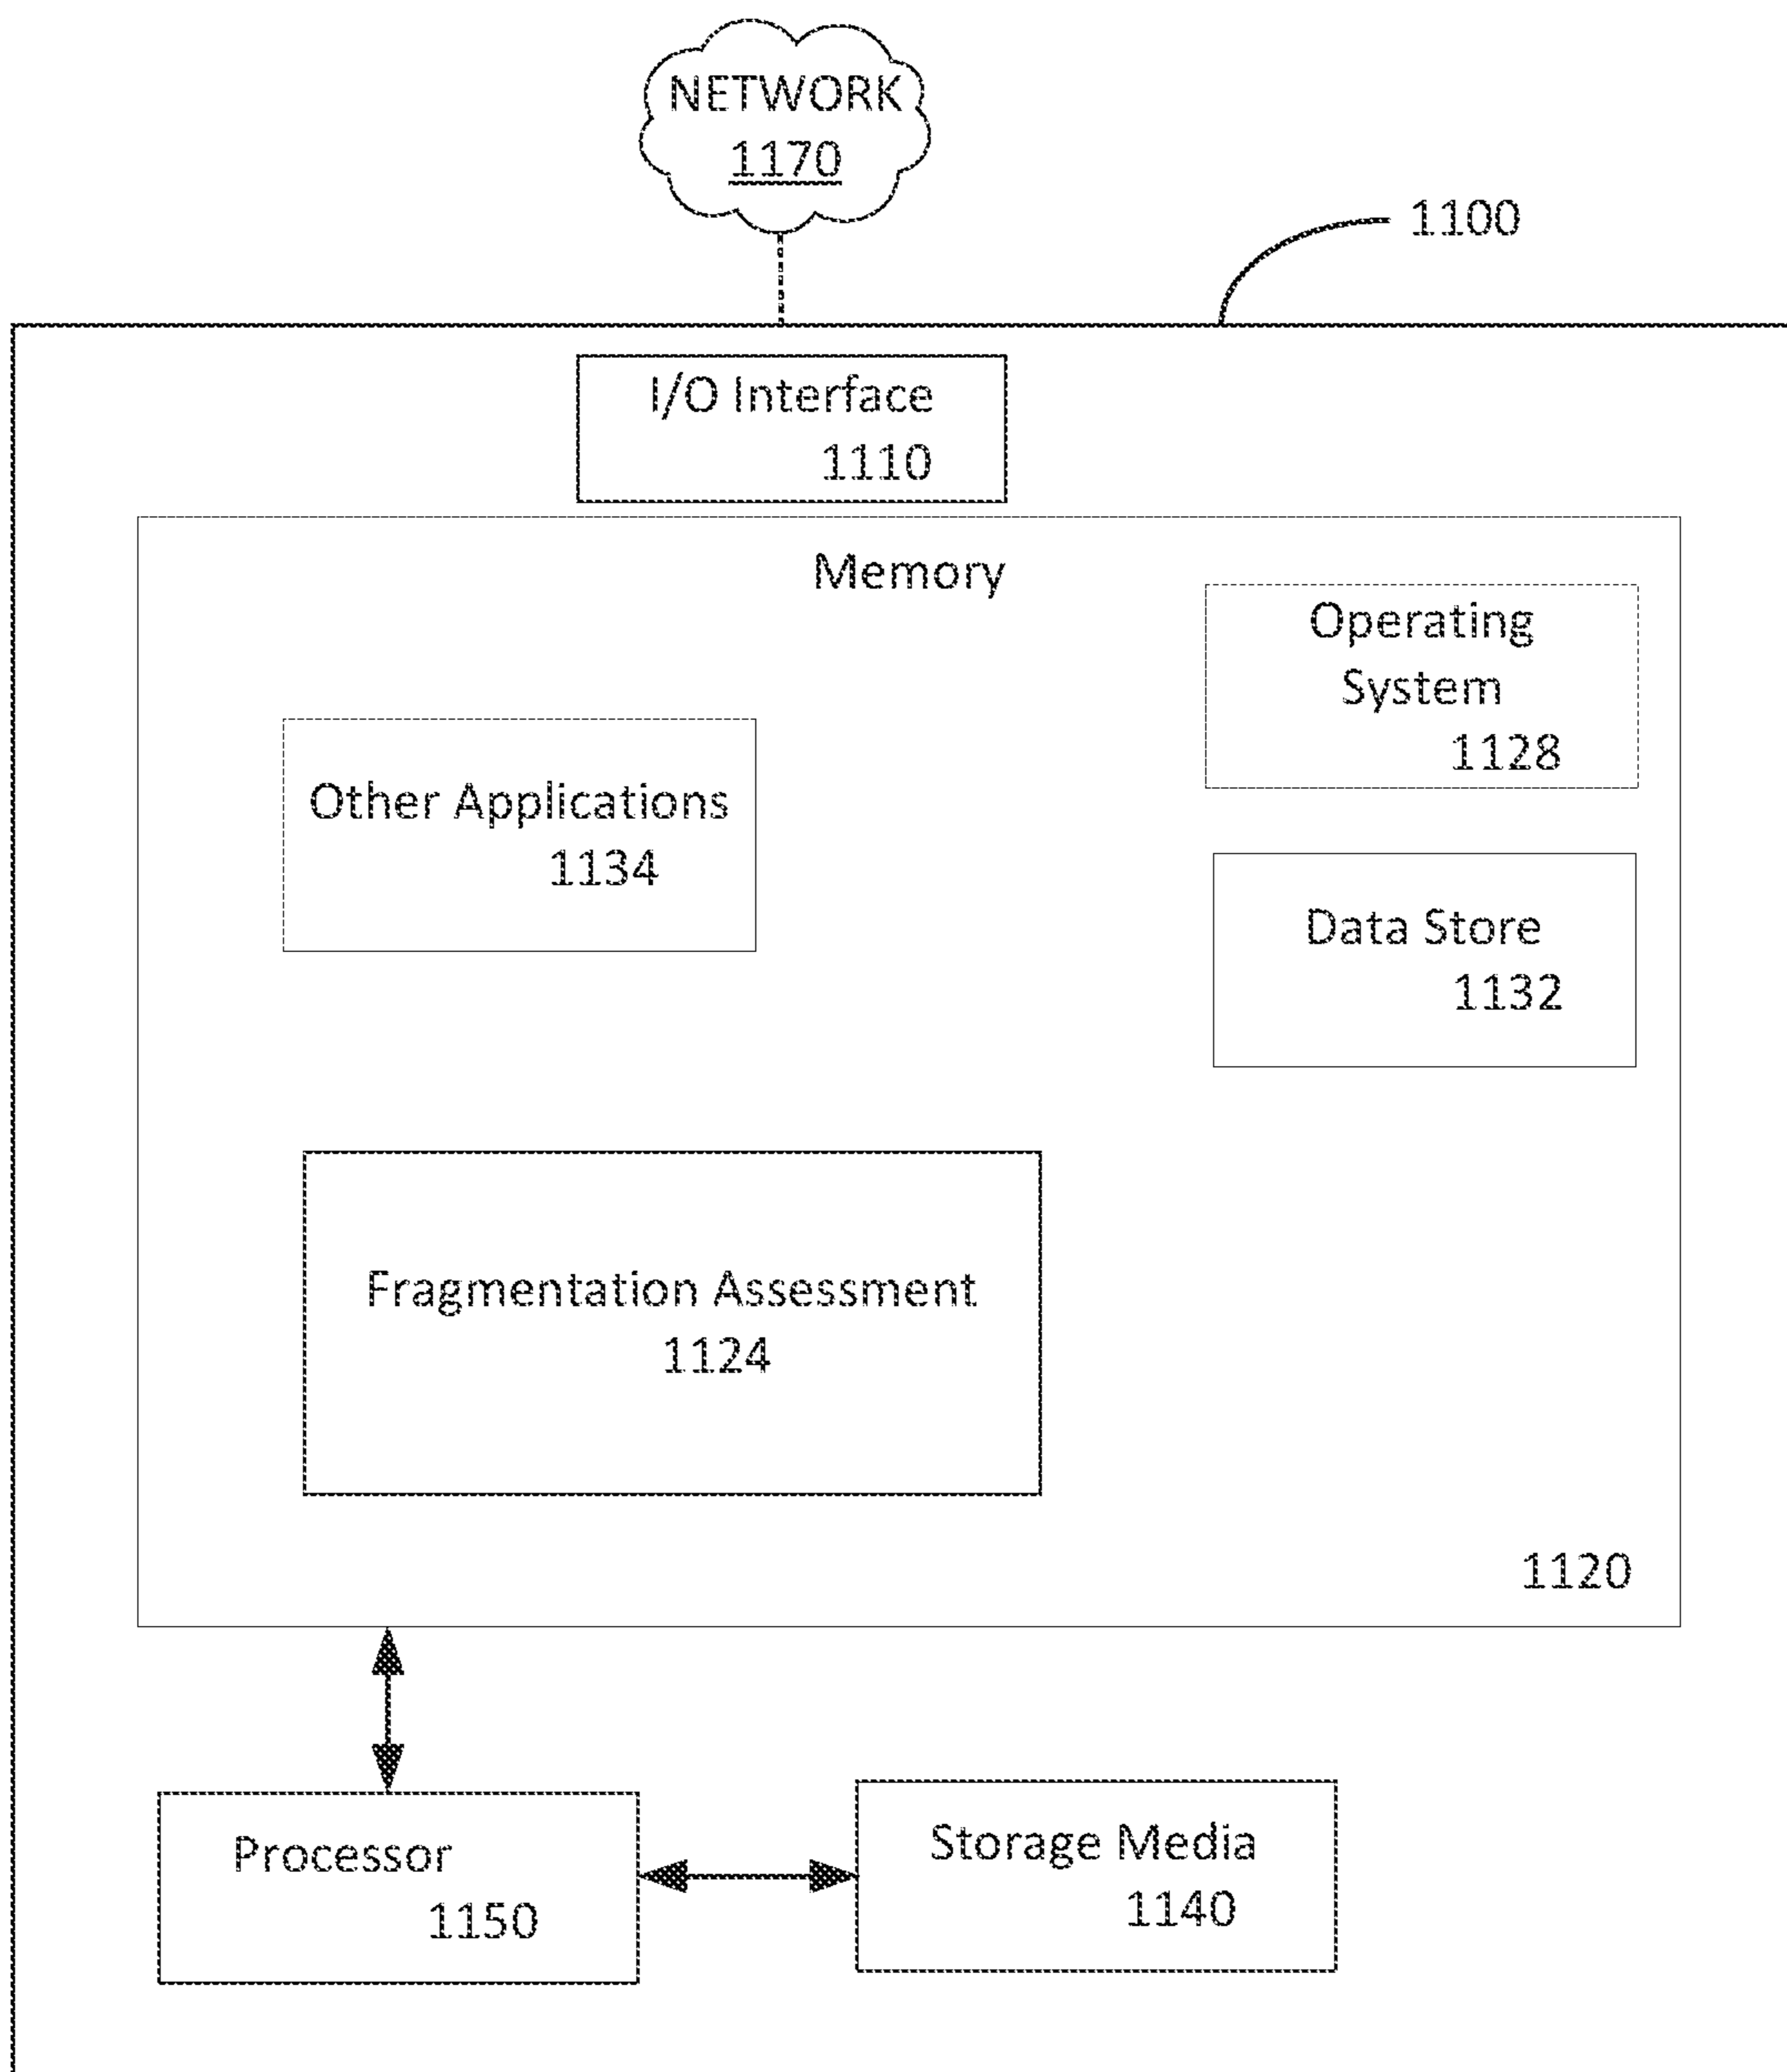 NETWORK
1170
1100
I/O Interface
1110
Memory
Operating
System
1128
Other Applications
1134
Data Store
1132
Fragmentation Assessment
1124
1120
Processor
1150
Storage Media
1140